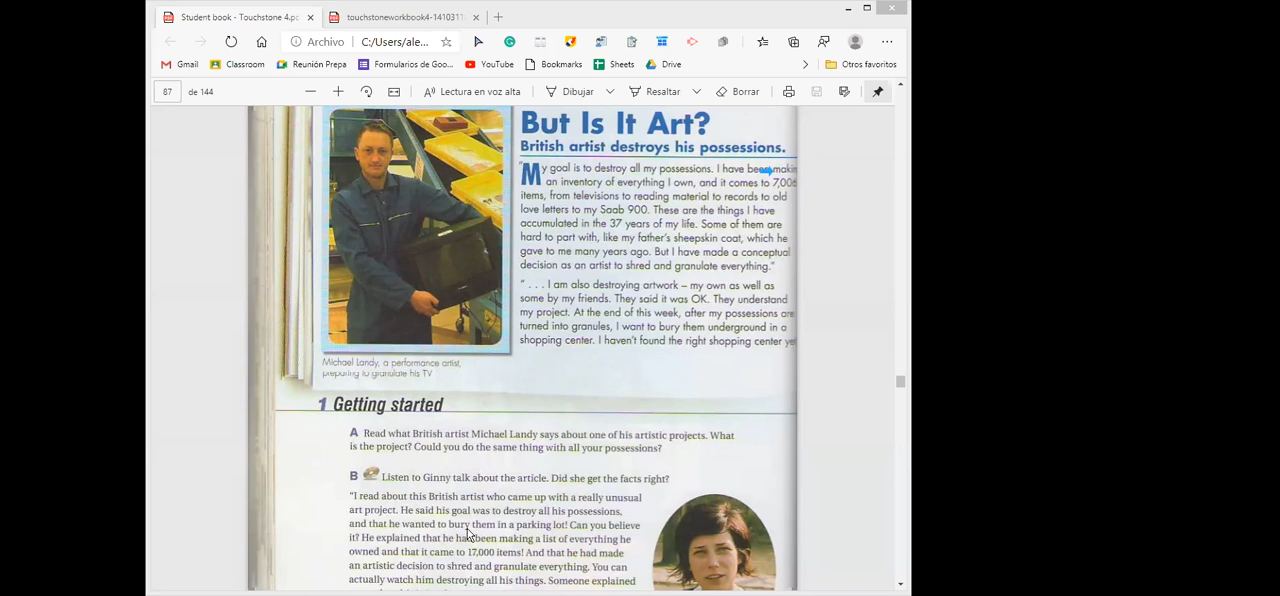 Student book - Touchstone 4.pc
touchstoneworkbook4-1410311
Archivo
C:/Users/ale...
Gmail
Classroom
Reunión Prepa
Formularios de Goo...
YouTube
Bookmarks
Sheets
Drive
Otros favoritos
87
de 144
Lectura en voz alta
Dibujar
Resaltar
Borrar
But Is It Art?
British artist destroys his possessions.
"My goal is to destroy all my possessions. I have been makin
an inventory of everything I own, and it comes to 7,006
items, from televisions to reading material to records to old
love letters to my Saab 900. These are the things I have
accumulated in the 37 years of my life. Some of them are
hard to part with, like my father's sheepskin coat, which he
gave to me many years ago. But I have made a conceptual
decision as an artist to shred and granulate everything."
" . . . I am also destroying artwork – my own as well as
some by my friends. They said it was OK. They understand
my project. At the end of this week, after my possessions are
turned into granules, I want to bury them underground in a
shopping center. I haven't found the right shopping center yet
Michael Landy, a performance artist,
preparing to granulate his TV
1 Getting started
A Read what British artist Michael Landy says about one of his artistic projects. What
is the project? Could you do the same thing with all your possessions?
B Listen to Ginny talk about the article. Did she get the facts right?
"I read about this British artist who came up with a really unusual
art project. He said his goal was to destroy all his possessions,
and that he wanted to bury them in a parking lot! Can you believe
it? He explained that he had been making a list of everything he
owned and that it came to 17,000 items! And that he had made
an artistic decision to shred and granulate everything. You can
actually watch him destroying all his things. Someone explained